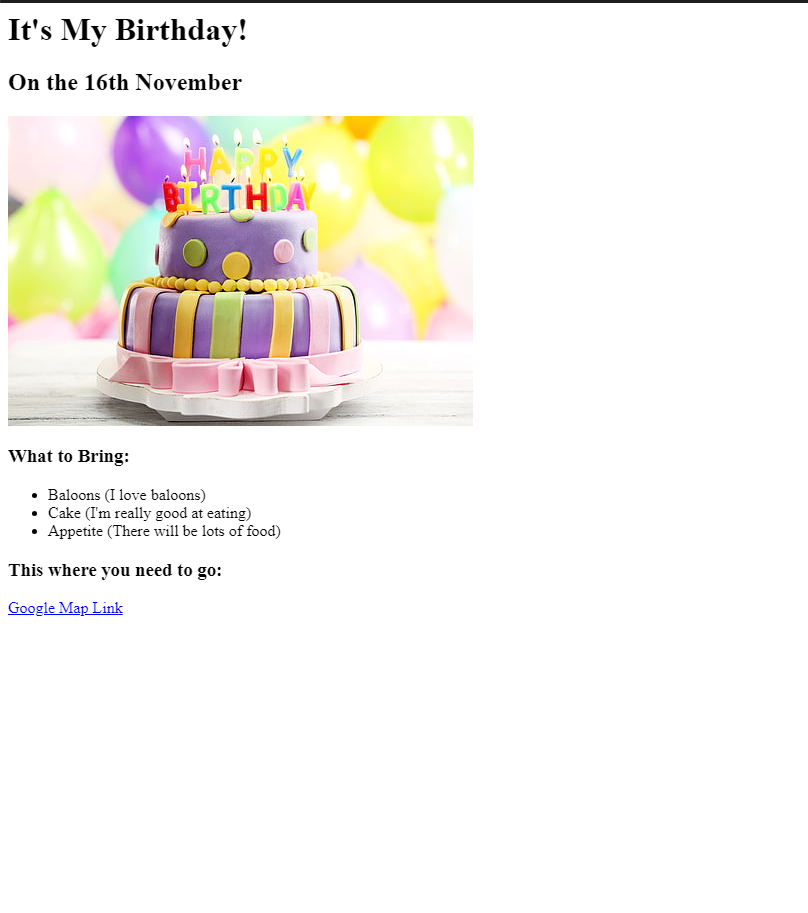 It's My Birthday!
On the 16th November
HAPPY
BIRTHDAY
What to Bring:
Baloons (I love baloons)
Cake (I'm really good at eating)
Appetite (There will be lots of food)
This where you need to go:
Google Map Link